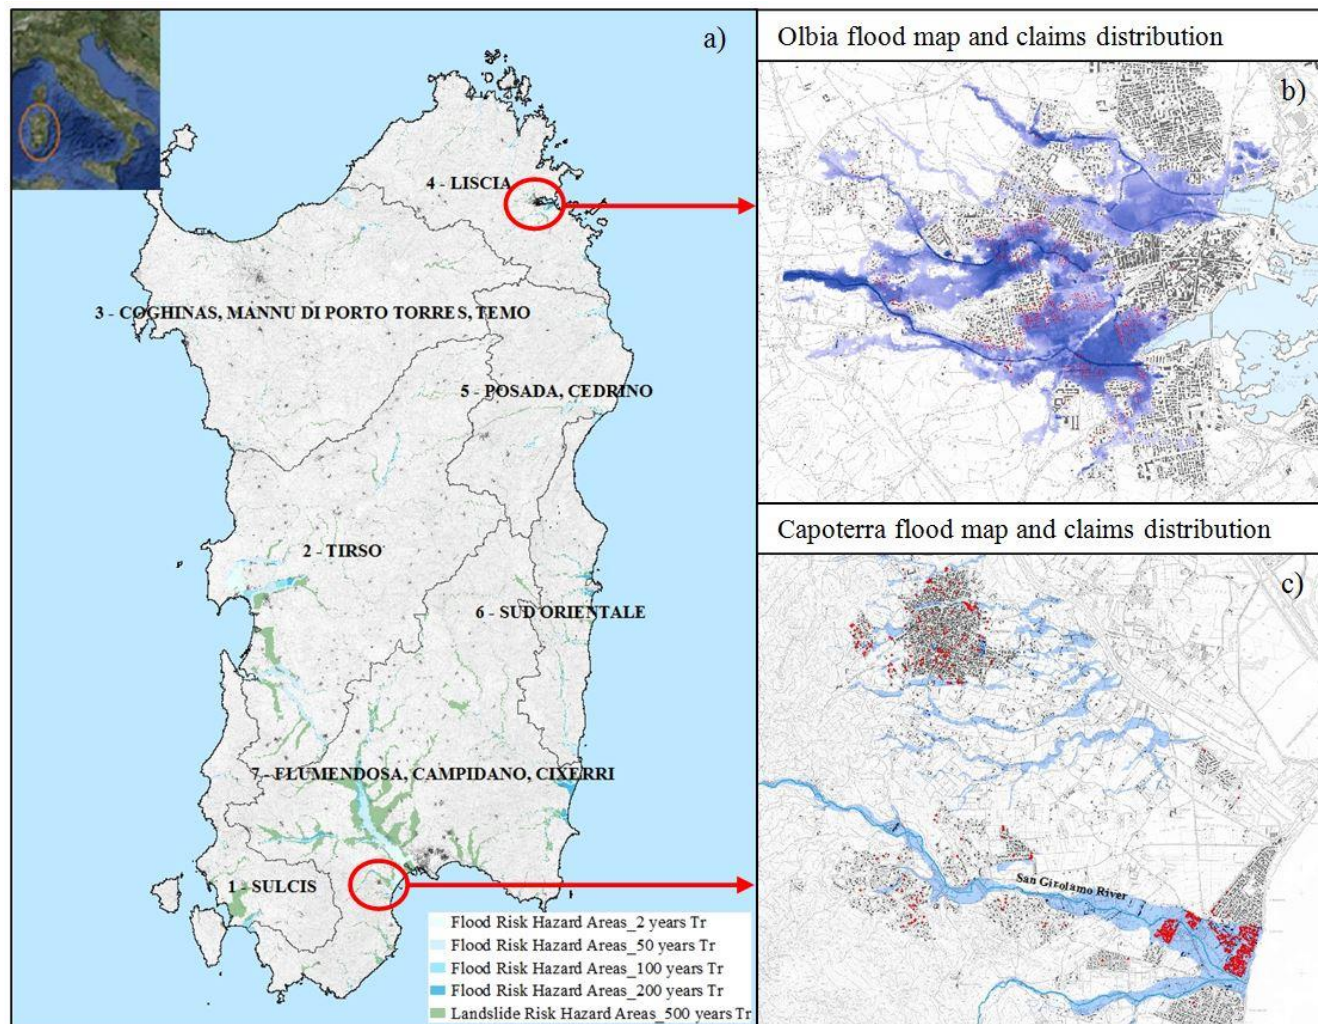 a)
4 - LISCIA
3 - COGHINAS, MANNU DI PORTO TORRES, TEMO
5 - POSADA, CEDRINO
2 - TIRSO
6 - SUD ORIENTALE
7 - FLUMENDOSA, CAMPIDANO, CIXERRI
1 - SULCIS
Flood Risk Hazard Areas_2 years Tr
Flood Risk Hazard Areas_50 years Tr
Flood Risk Hazard Areas_100 years Tr
Flood Risk Hazard Areas_200 years Tr
Landslide Risk Hazard Areas_500 years Tr
Olbia flood map and claims distribution
b)
Capoterra flood map and claims distribution
c)
San Girolamo River